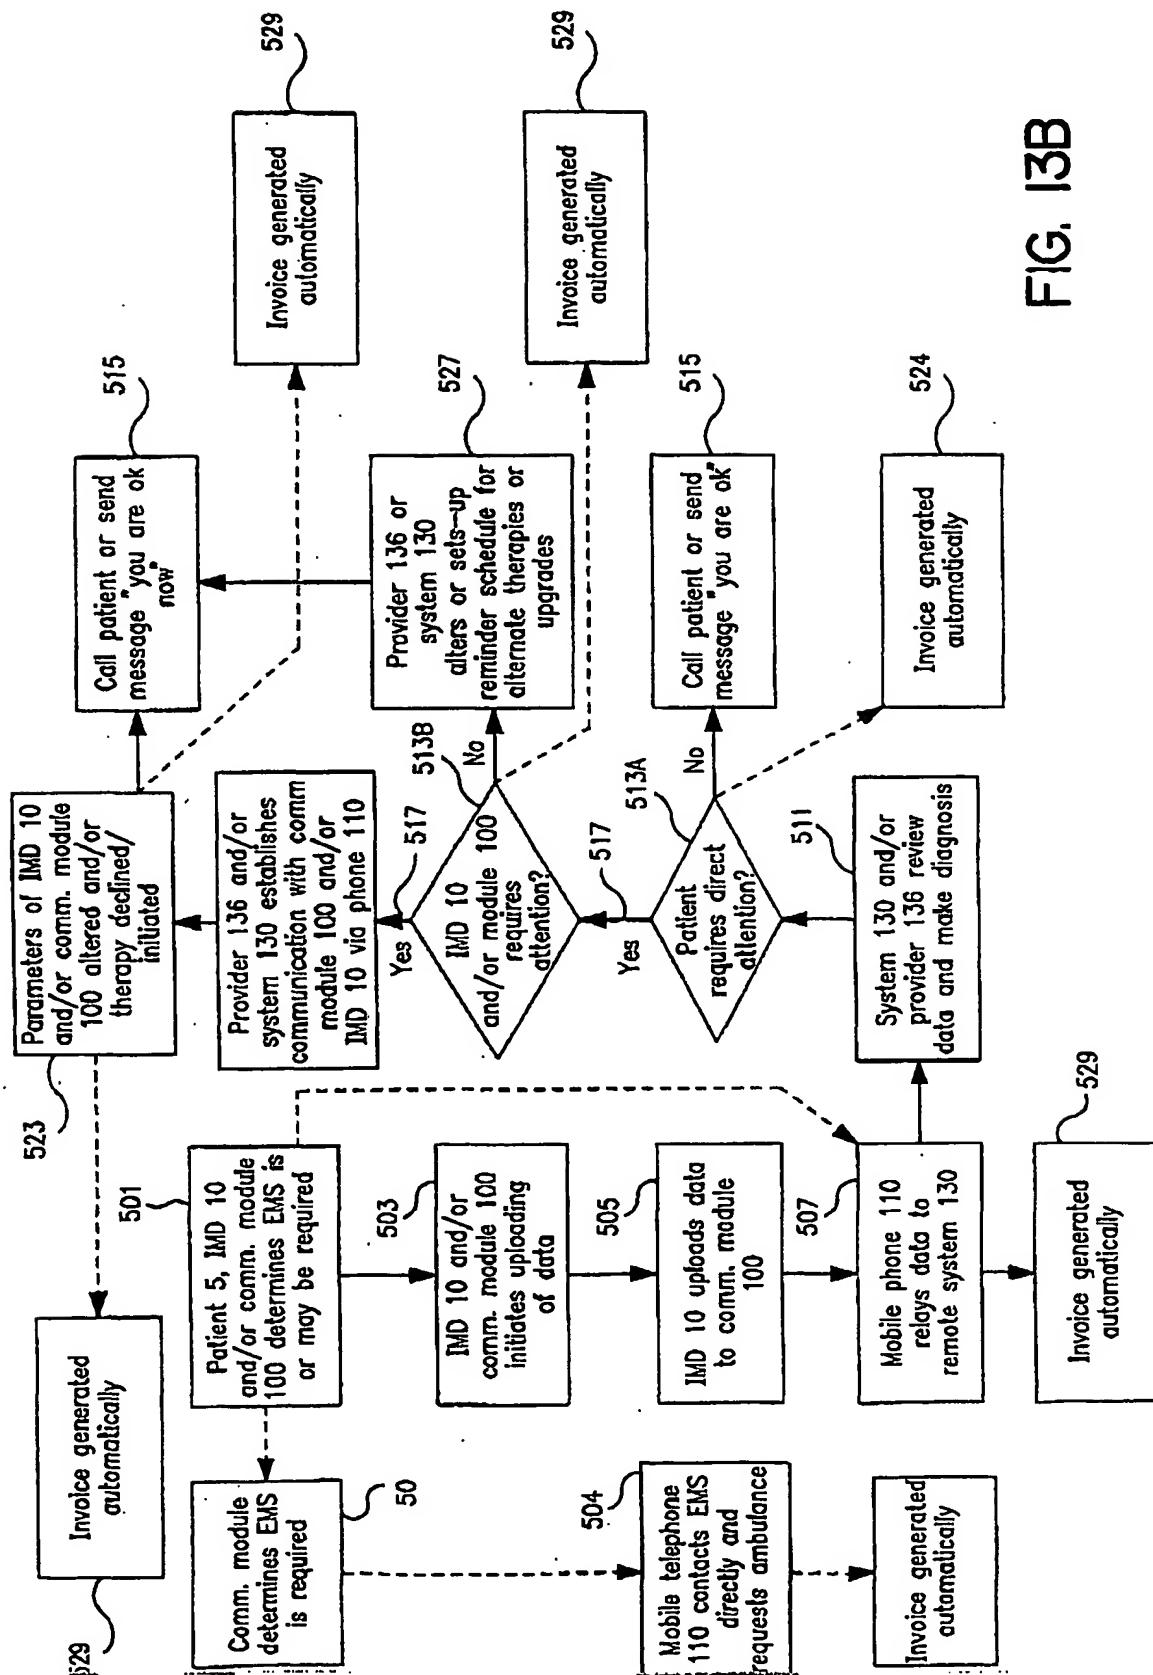 529
Invoice generated
automatically
523
Parameters of IMD 10
and/or comm. module
100 altered and/or
therapy declined/
initiated
515
Call patient or send
message "you are ok
now"
529
Invoice generated
automatically
Comm. module
determines EMS
is required
50
501
Patient 5, IMD 10
and/or comm. module
100 determines EMS is
or may be required
Provider 136 and/or
system 130 establishes
communication with comm
module 100 and/or
IMD 10 via phone 110
517
Yes
503
IMD 10 and/or
comm. module 100
initiates uploading
of data
IMD 10
and/or module 100
requires
attention?
513B
No
527
Provider 136 or
system 130
alters or sets-up
reminder schedule for
alternate therapies or
upgrades
529
Invoice generated
automatically
517
Yes
504
Mobile telephone
110 contacts EMS
directly and
requests ambulance
505
IMD 10 uploads data
to comm. module
100
Patient
requires direct
attention?
513A
No
515
Call patient or send
message "you are ok"
Invoice generated
automatically
507
Mobile phone 110
relays data to
remote system 130
511
System 130 and/or
provider 136 review
data and make diagnosis
524
Invoice generated
automatically
529
Invoice generated
automatically
FIG. 13B